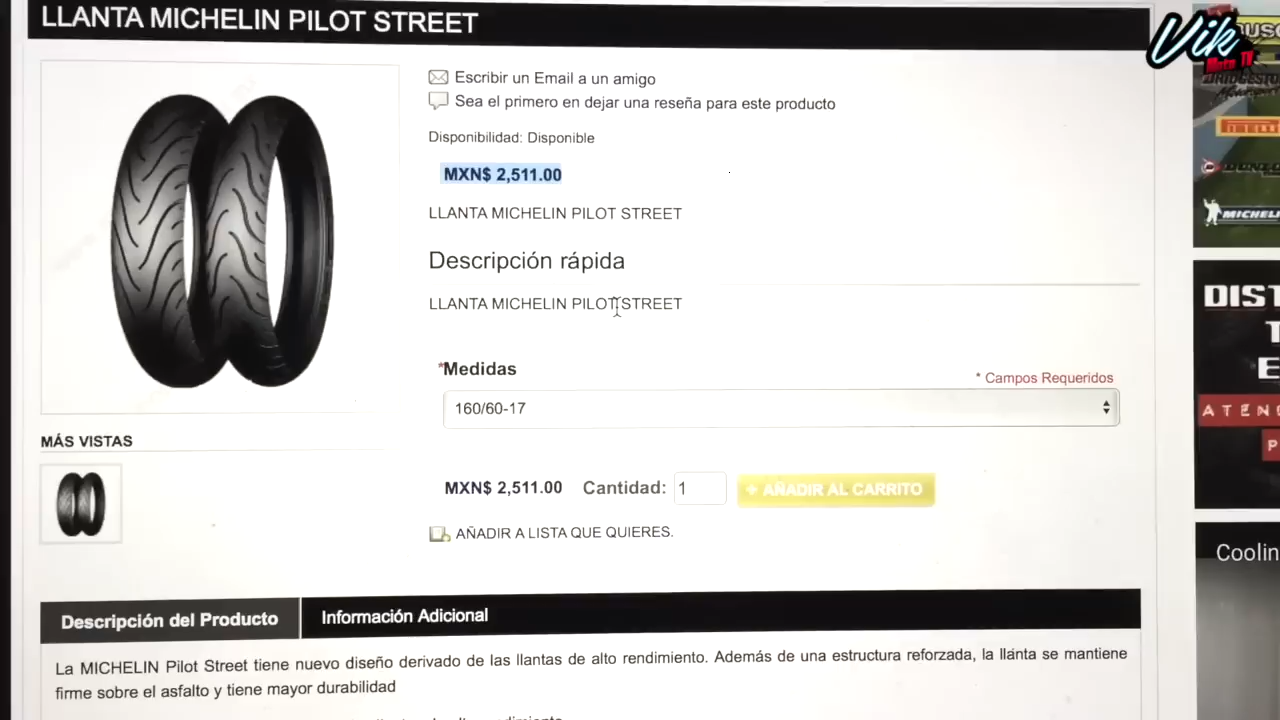 LLANTA MICHELIN PILOT STREET
Vik
Moto TV
Escribir un Email a un amigo
Sea el primero en dejar una reseña para este producto
Disponibilidad: Disponible
MXN$ 2,511.00
LLANTA MICHELIN PILOT STREET
Descripción rápida
LLANTA MICHELIN PILOT STREET
*Medidas
* Campos Requeridos
160/60-17
MÁS VISTAS
MXN$ 2,511.00 Cantidad: 1 + AÑADIR AL CARRITO
AÑADIR A LISTA QUE QUIERES.
Descripción del Producto
Información Adicional
La MICHELIN Pilot Street tiene nuevo diseño derivado de las llantas de alto rendimiento. Además de una estructura reforzada, la llanta se mantiene
firme sobre el asfalto y tiene mayor durabilidad
MICHELI
DIST
T
E
ATENC
P
Coolin